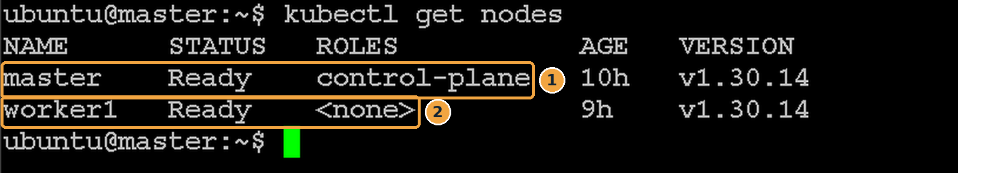 ubuntu@master:~$ kubectl get nodes
NAME STATUS ROLES AGE VERSION
master Ready control-plane 1 10h v1.30.14
worker1 Ready <none> 2 9h v1.30.14
ubuntu@master:~$